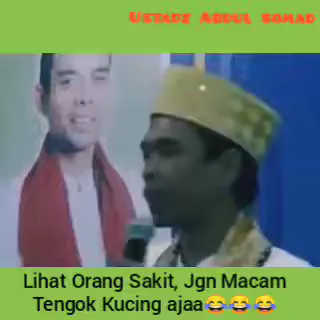 Ustadz Abdul somad
Lihat Orang Sakit, Jgn Macam
Tengok Kucing ajaa😂😂😂